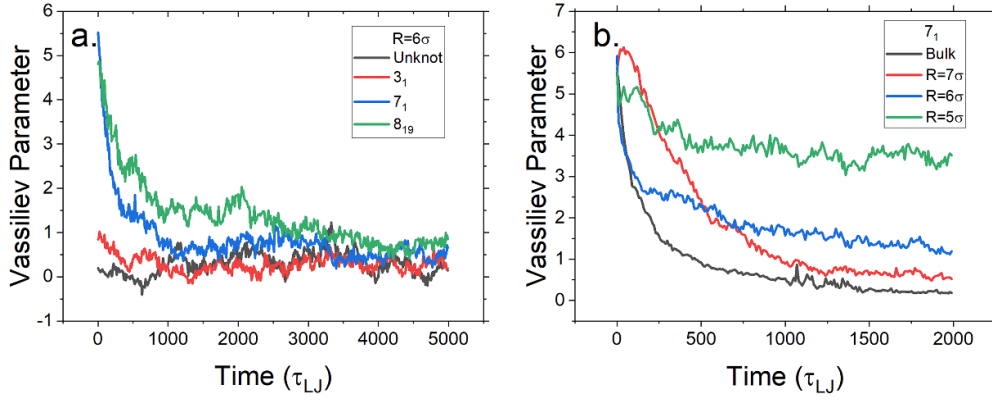 a.
R=6σ
Unknot
3₁
7₁
8₁₉
Vassiliev Parameter
6
5
4
3
2
1
0
-1
0 1000 2000 3000 4000 5000
Time (τLJ)
b.
7₁
Bulk
R=7σ
R=6σ
R=5σ
Vassiliev Parameter
7
6
5
4
3
2
1
0
0 500 1000 1500 2000
Time (τLJ)